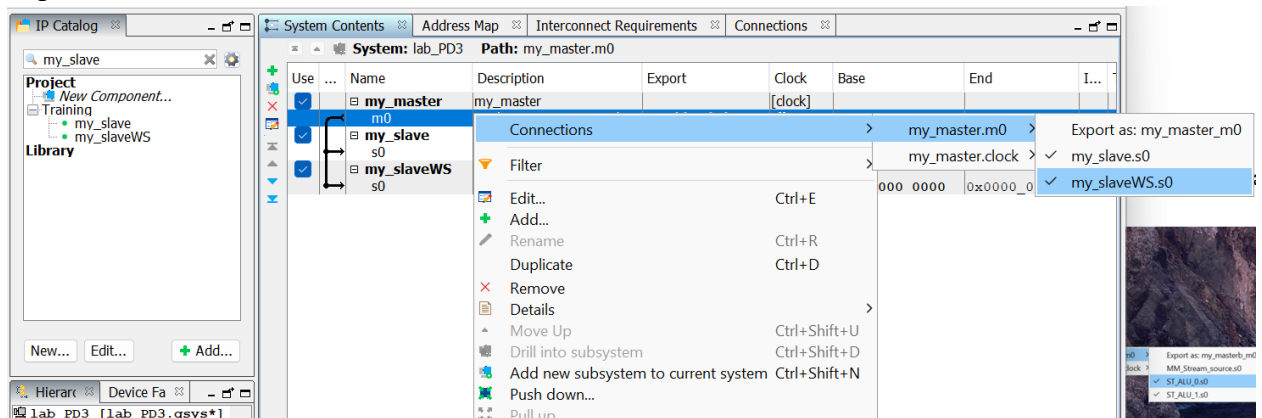 IP Catalog
my_slave
Project
New Component...
Training
my_slave
my_slaveWS
Library
New... Edit... Add...
Hierarc Device Fa
lab_PD3 [lab_PD3.qsys*]
System Contents Address Map Interconnect Requirements Connections
System: lab_PD3 Path: my_master.m0
Use ... Name Description Export Clock Base End I...
my_master my_master [clock]
m0
my_slave
s0
my_slaveWS
s0
000 0000 0x0000_0
Connections
Filter
Edit... Ctrl+E
Add...
Rename Ctrl+R
Duplicate Ctrl+D
Remove
Details
Move Up Ctrl+Shift+U
Drill into subsystem Ctrl+Shift+D
Add new subsystem to current system Ctrl+Shift+N
Push down...
Pull up
my_master.m0
my_master.clock
Export as: my_master_m0
my_slave.s0
my_slaveWS.s0
m0 Export as: my_masterb_m0
lock MM_Stream_source.s0
ST_ALU_0.s0
ST_ALU_1.s0